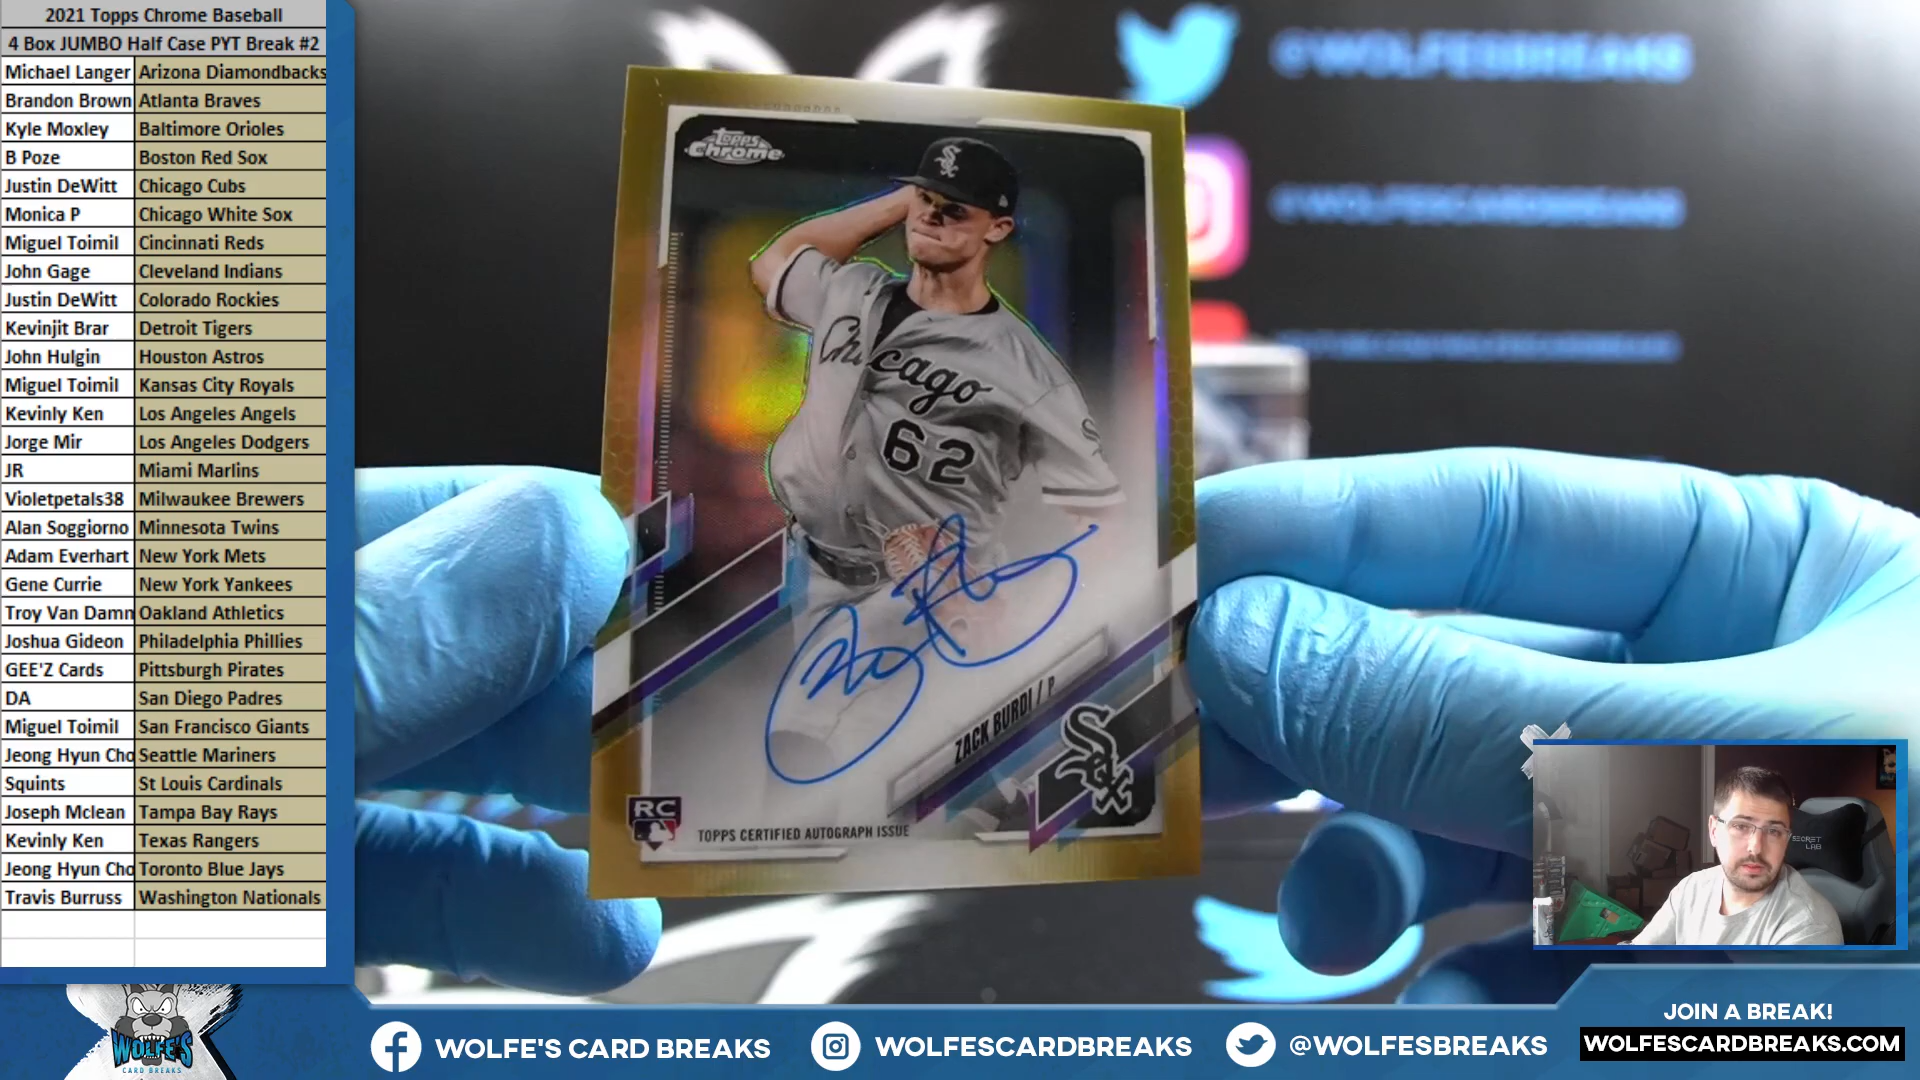 2021 Topps Chrome Baseball
4 Box JUMBO Half Case PYT Break #2
Michael Langer Arizona Diamondbacks
Brandon Brown Atlanta Braves
Kyle Moxley Baltimore Orioles
B Poze Boston Red Sox
Justin DeWitt Chicago Cubs
Monica P Chicago White Sox
Miguel Toimil Cincinnati Reds
John Gage Cleveland Indians
Justin DeWitt Colorado Rockies
Kevinjit Brar Detroit Tigers
John Hulgin Houston Astros
Miguel Toimil Kansas City Royals
Kevinly Ken Los Angeles Angels
Jorge Mir Los Angeles Dodgers
JR Miami Marlins
Violetpetals38 Milwaukee Brewers
Alan Soggiorno Minnesota Twins
Adam Everhart New York Mets
Gene Currie New York Yankees
Troy Van Damn Oakland Athletics
Joshua Gideon Philadelphia Phillies
GEE'Z Cards Pittsburgh Pirates
DA San Diego Padres
Miguel Toimil San Francisco Giants
Jeong Hyun Cho Seattle Mariners
Squints St Louis Cardinals
Joseph Mclean Tampa Bay Rays
Kevinly Ken Texas Rangers
Jeong Hyun Cho Toronto Blue Jays
Travis Burruss Washington Nationals
@WOLFESBREAKS
@WOLFESCARDBREAKS
Topps
Chrome
Sox
Chicago
62
ZACK BURDI / P
Sox
RC
TOPPS CERTIFIED AUTOGRAPH ISSUE
SECRET
LAB
WOLFE'S
CARD BREAKS
WOLFE'S CARD BREAKS
WOLFESCARDBREAKS
@WOLFESBREAKS
JOIN A BREAK!
WOLFESCARDBREAKS.COM